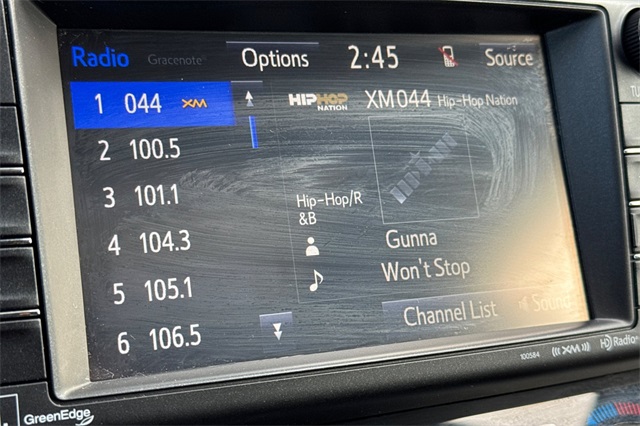 Radio Gracenote Options 2:45 Source
1 044 XM HIPHOP NATION XM044 Hip-Hop Nation
2 100.5
3 101.1
Hip-Hop/R
&B
4 104.3 Gunna
5 105.1 Won't Stop
6 106.5 Channel List Sound
100584 ((XM)) HD Radio
GreenEdge
TU